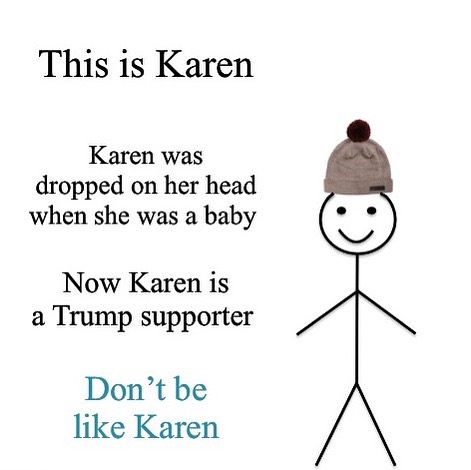 This is Karen
Karen was
dropped on her head
when she was a baby
Now Karen is
a Trump supporter
Don’t be
like Karen